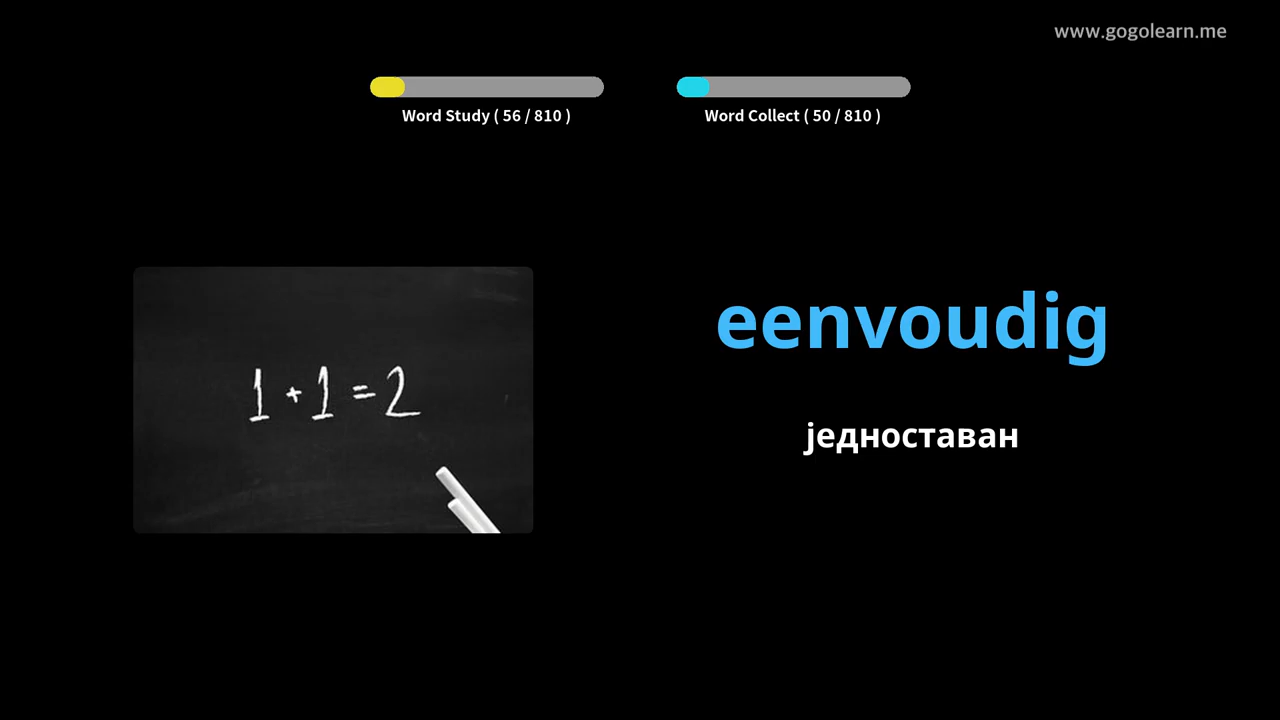 www.gogolearn.me
Word Study ( 56 / 810 )
Word Collect ( 50 / 810 )
1 + 1 = 2
eenvoudig
једноставан